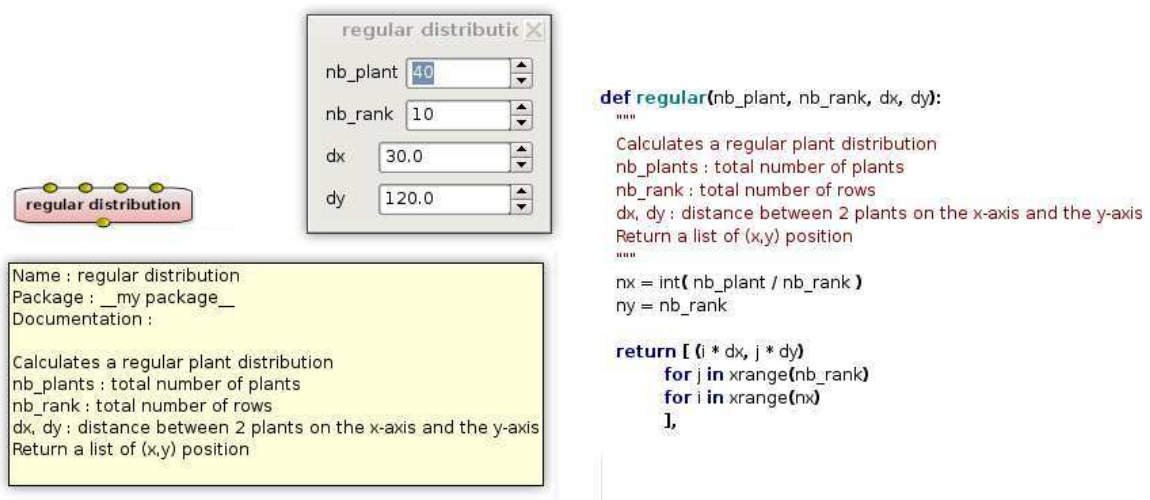 regular distributic
nb_plant 40
nb_rank 10
dx 30.0
dy 120.0
regular distribution
Name : regular distribution
Package : __my package__
Documentation :
Calculates a regular plant distribution
nb_plants : total number of plants
nb_rank : total number of rows
dx, dy : distance between 2 plants on the x-axis and the y-axis
Return a list of (x,y) position
def regular(nb_plant, nb_rank, dx, dy):
"""
Calculates a regular plant distribution
nb_plants : total number of plants
nb_rank : total number of rows
dx, dy : distance between 2 plants on the x-axis and the y-axis
Return a list of (x,y) position
"""
nx = int( nb_plant / nb_rank )
ny = nb_rank
return [ (i * dx, j * dy)
for j in xrange(nb_rank)
for i in xrange(nx)
],